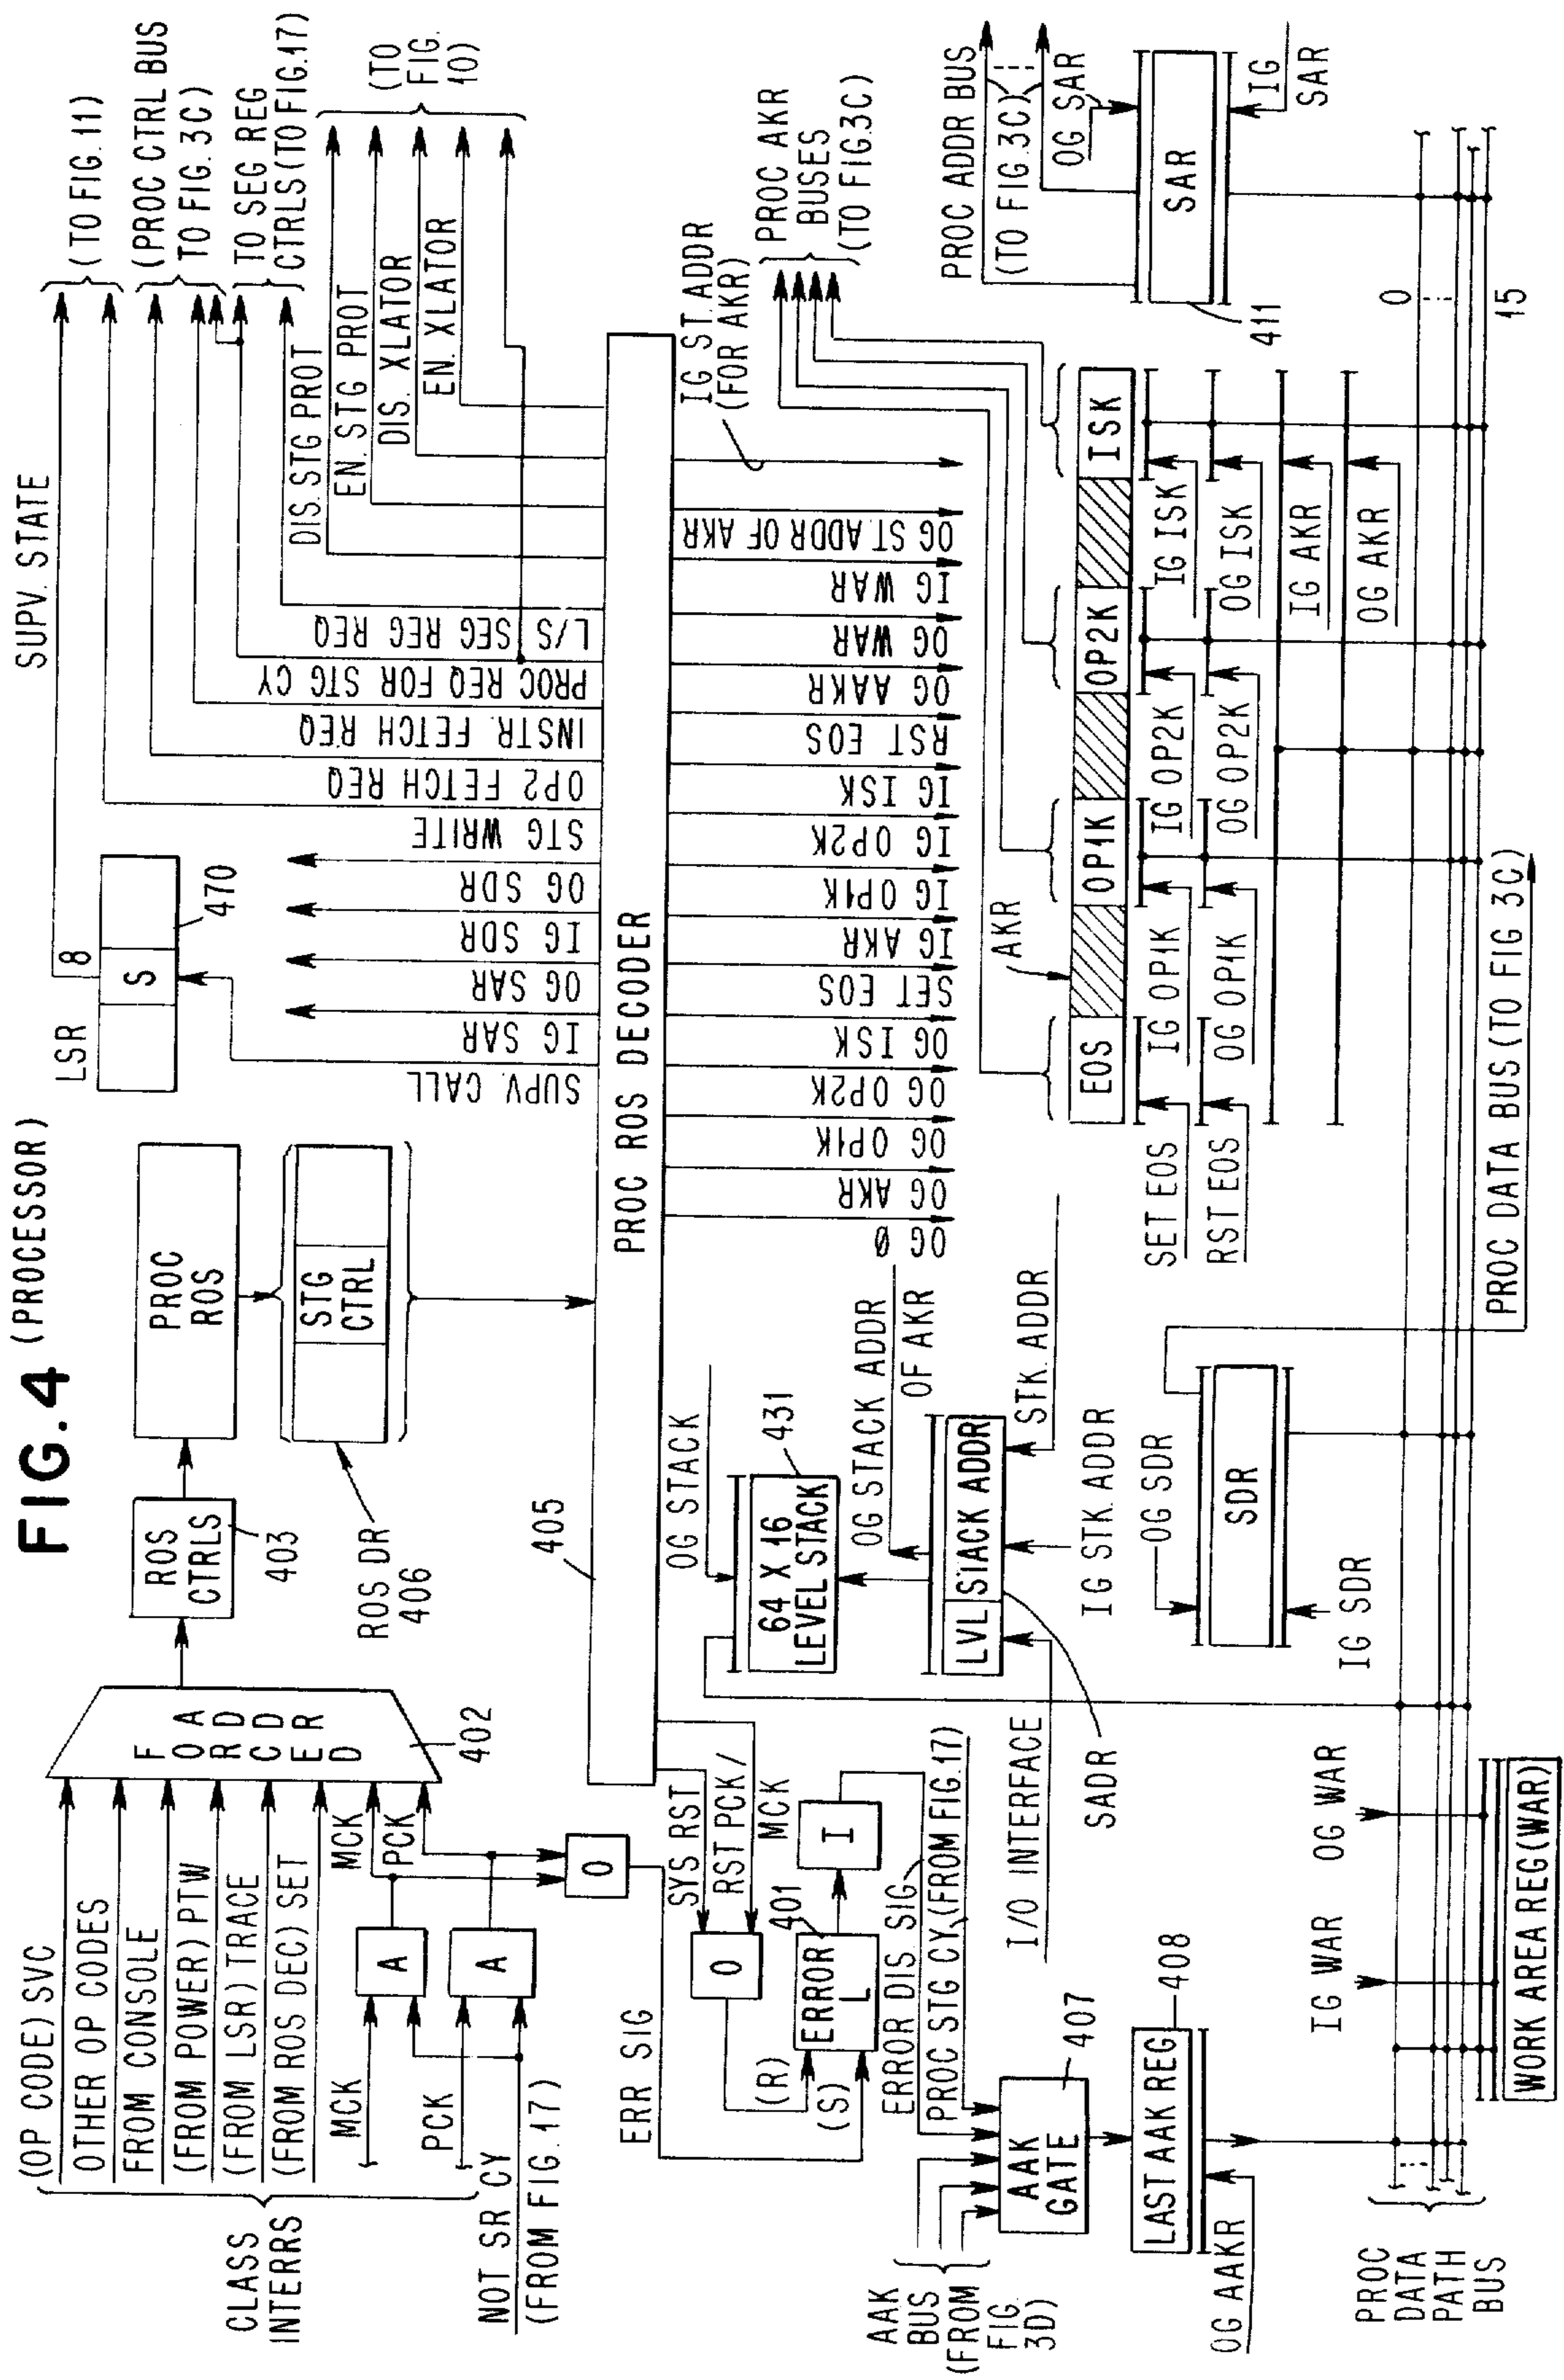 FIG.4 (PROCESSOR)
(OP CODE) SVC
OTHER OP CODES
FROM CONSOLE
(FROM POWER) PTW
(FROM LSR) TRACE
(FROM ROS DEC) SET
MCK
PCK
CLASS
INTERRS
MCK
PCK
NOT SR CY
(FROM FIG.17)
A
A
FORCED
ADDR
402
ROS
CTRLS
403
PROC
ROS
STG
CTRL
ROS DR
406
LSR
8
S
470
SUPV. STATE
(TO FIG.11)
(PROC CTRL BUS
TO FIG.3C)
TO SEG REG
CTRLS (TO FIG.17)
(TO
FIG.
10)
DIS. STG PROT
EN. STG PROT
DIS. XLATOR
EN. XLATOR
SUPV. CALL
IG SAR
OG SAR
IG SDR
OG SDR
STG WRITE
OP2 FETCH REQ
INSTR. FETCH REQ
PROC REQ FOR STG CY
L/S SEG REG REQ
405
PROC ROS DECODER
OG Ø
OG AKR
OG OP1K
OG OP2K
OG ISK
SET EOS
IG AKR
IG OP1K
IG OP2K
IG ISK
RST EOS
OG AAKR
OG WAR
IG WAR
OG ST.ADDR OF AKR
IG ST.ADDR
(FOR AKR)
O
ERR SIG
SYS RST
RST PCK/
MCK
O
(R)
(S)
401
ERROR
L
I
ERROR DIS SIG
PROC STG CY (FROM FIG.17)
AAK
BUS
(FROM
FIG.
3D)
AAK
GATE
407
LAST AAK REG
408
OG AAKR
OG STACK
64 X 16
LEVEL STACK
431
OG STACK ADDR
OF AKR
LVL
STACK ADDR
STK. ADDR
IG STK. ADDR
I/O INTERFACE
SADR
OG SDR
SDR
IG SDR
PROC AKR
BUSES
(TO FIG.3C)
AKR
EOS
OP1K
OP2K
ISK
SET EOS
RST EOS
IG OP1K
OG OP1K
IG OP2K
OG OP2K
IG ISK
OG ISK
IG AKR
OG AKR
PROC ADDR BUS
(TO FIG.3C)
OG SAR
SAR
411
IG
SAR
0
15
IG WAR
OG WAR
WORK AREA REG (WAR)
PROC
DATA
PATH
BUS
PROC DATA BUS (TO FIG 3C)